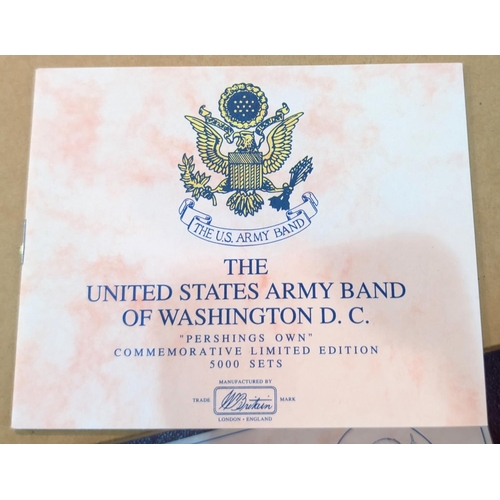 THE U.S. ARMY BAND
THE
UNITED STATES ARMY BAND
OF WASHINGTON D. C.
"PERSHINGS OWN"
COMMEMORATIVE LIMITED EDITION
5000 SETS
MANUFACTURED BY
TRADE WBritain MARK
LONDON - ENGLAND